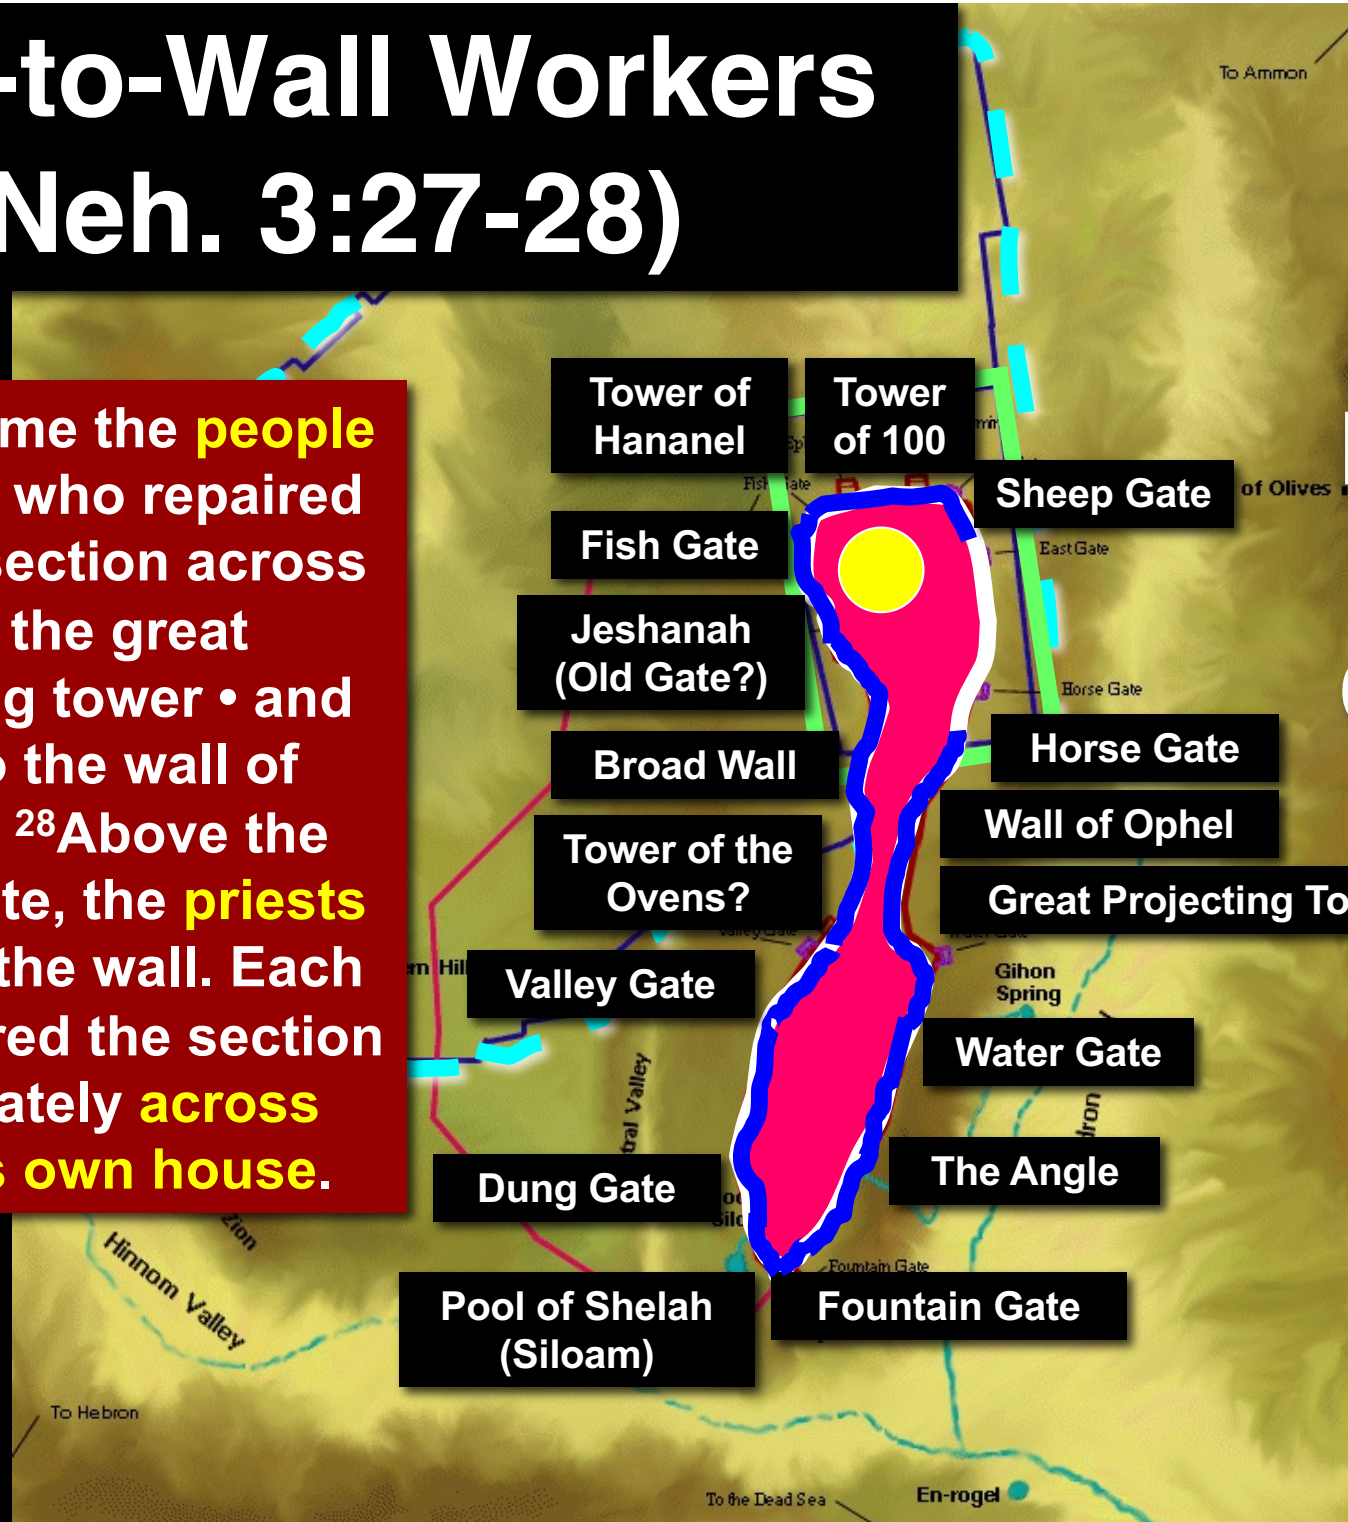 -to-Wall Workers
Neh. 3:27-28)
To Ammon
me the people
who repaired
section across
the great
g tower • and
the wall of
²⁸Above the
te, the priests
the wall. Each
red the section
ately across
s own house.
Tower of
Hananel
Tower
of 100
Sheep Gate
of Olives
Fish Gate
East Gate
Jeshanah
(Old Gate?)
Horse Gate
Broad Wall
Horse Gate
Wall of Ophel
Tower of the
Ovens?
Great Projecting To
Valley Gate
Gihon
Spring
Water Gate
tral Valley
dron
Dung Gate
The Angle
Zion
Hinnom Valley
Fountain Gate
Pool of Shelah
(Siloam)
Fountain Gate
To Hebron
To the Dead Sea
En-rogel